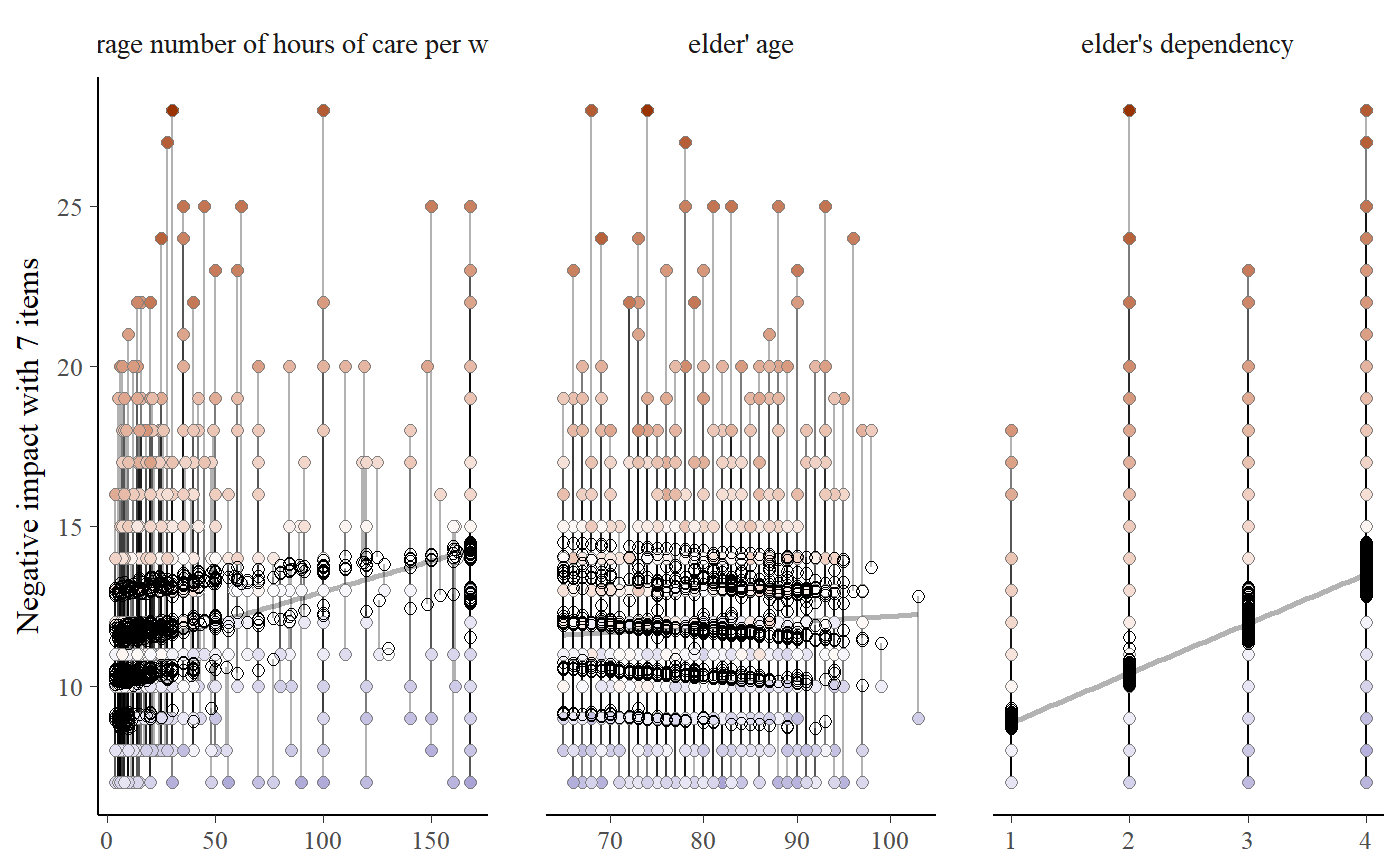 rage number of hours of care per w
elder' age
elder's dependency
Negative impact with 7 items
25
20
15
10
0 50 100 150
70 80 90 100
1 2 3 4